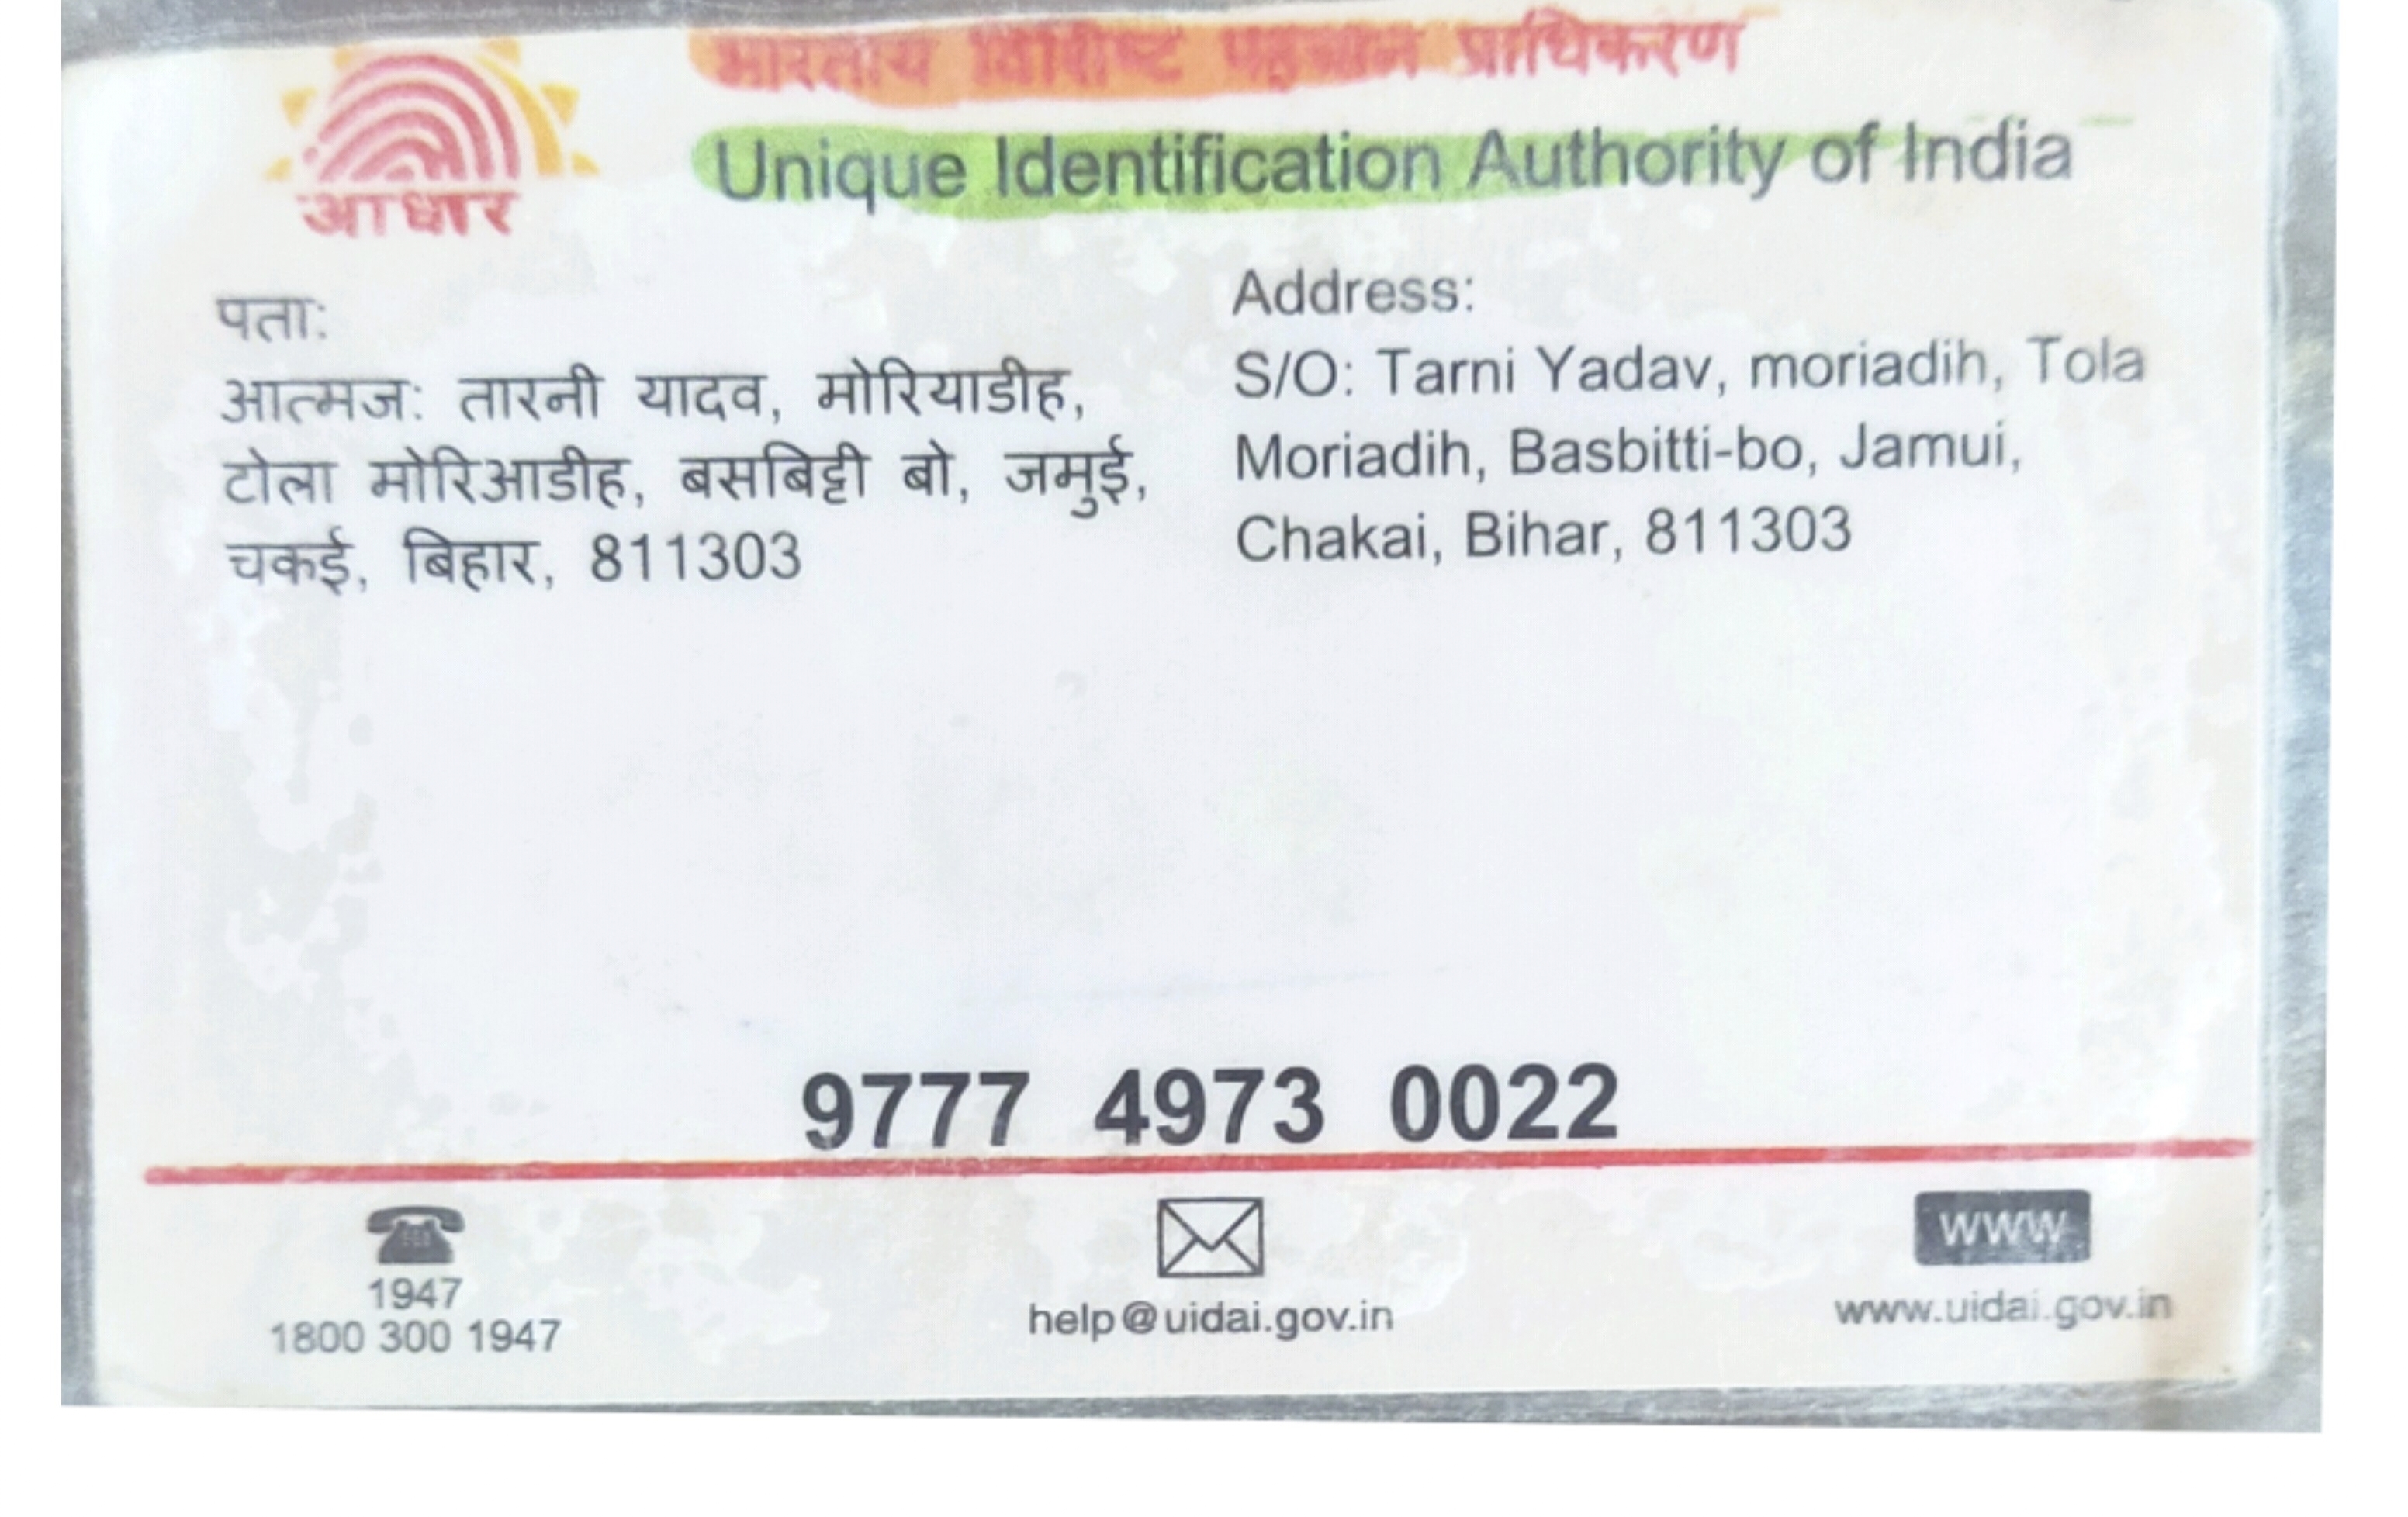 भारतीय विशिष्ट पहचान प्राधिकरण
आधार
Unique Identification Authority of India
पता:
आत्मज: तारनी यादव, मोरियाडीह,
टोला मोरिआडीह, बसबिट्टी बो, जमुई,
चकई, बिहार, 811303
Address:
S/O: Tarni Yadav, moriadih, Tola
Moriadih, Basbitti-bo, Jamui,
Chakai, Bihar, 811303
9777 4973 0022
1947
1800 300 1947
help@uidai.gov.in
WWW
www.uidai.gov.in